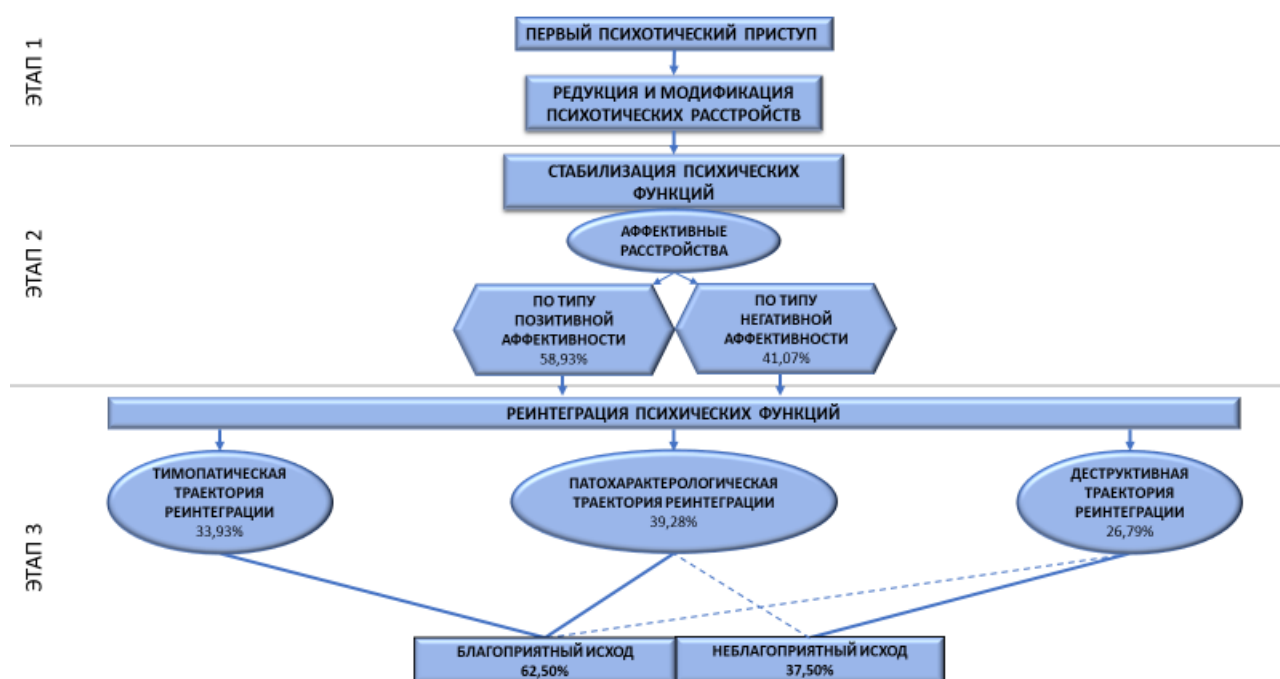 ЭТАП 1
ПЕРВЫЙ ПСИХОТИЧЕСКИЙ ПРИСТУП
РЕДУКЦИЯ И МОДИФИКАЦИЯ
ПСИХОТИЧЕСКИХ РАССТРОЙСТВ
ЭТАП 2
СТАБИЛИЗАЦИЯ ПСИХИЧЕСКИХ
ФУНКЦИЙ
АФФЕКТИВНЫЕ
РАССТРОЙСТВА
ПО ТИПУ
ПОЗИТИВНОЙ
АФФЕКТИВНОСТИ
58,93%
ПО ТИПУ
НЕГАТИВНОЙ
АФФЕКТИВНОСТИ
41,07%
ЭТАП 3
РЕИНТЕГРАЦИЯ ПСИХИЧЕСКИХ ФУНКЦИЙ
ТИМОПАТИЧЕСКАЯ
ТРАЕКТОРИЯ
РЕИНТЕГРАЦИИ
33,93%
ПАТОХАРАКТЕРОЛОГИЧЕСКАЯ
ТРАЕКТОРИЯ РЕИНТЕГРАЦИИ
39,28%
ДЕСТРУКТИВНАЯ
ТРАЕКТОРИЯ
РЕИНТЕГРАЦИИ
26,79%
БЛАГОПРИЯТНЫЙ ИСХОД
62,50%
НЕБЛАГОПРИЯТНЫЙ ИСХОД
37,50%